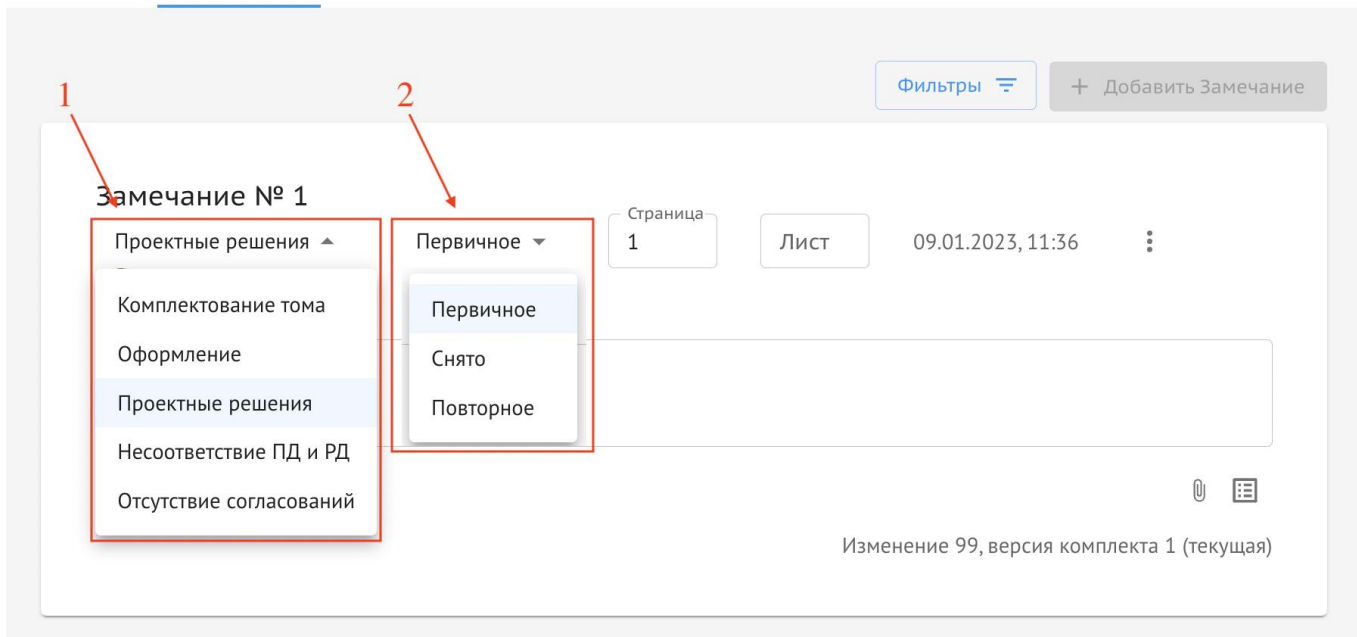 Фильтры
+ Добавить Замечание
1
2
Замечание № 1
Проектные решения
Первичное
Страница
1
Лист
09.01.2023, 11:36
Комплектование тома
Оформление
Проектные решения
Несоответствие ПД и РД
Отсутствие согласований
Первичное
Снято
Повторное
Изменение 99, версия комплекта 1 (текущая)